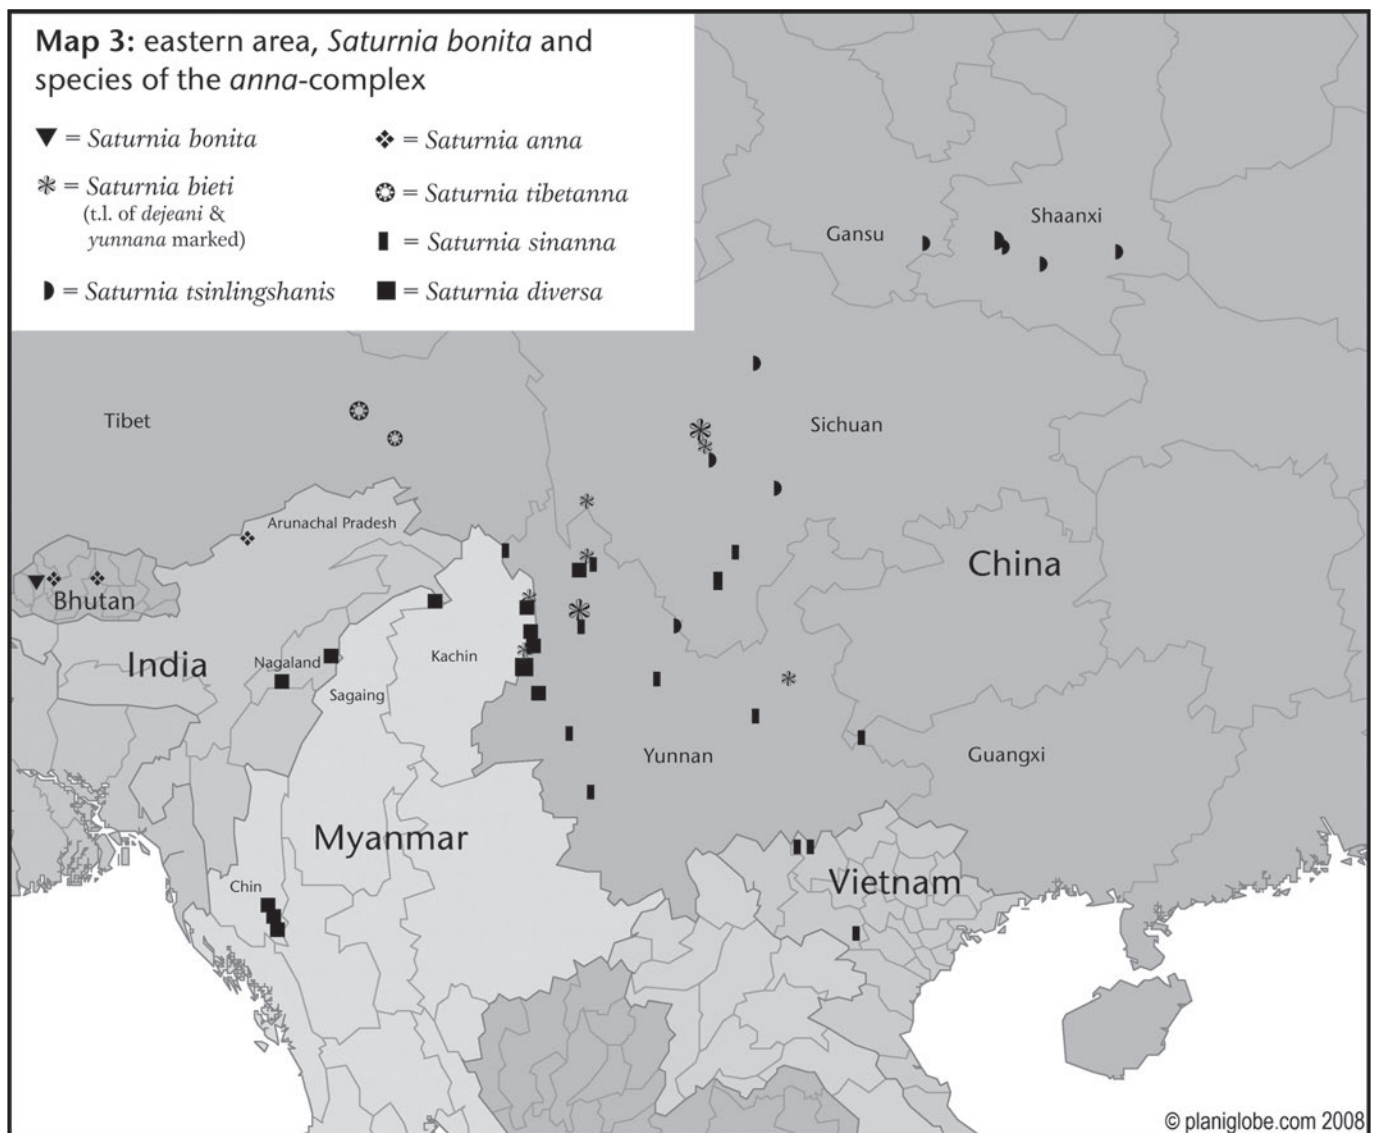 Map 3: eastern area, Saturnia bonita and
species of the anna-complex
▼ = Saturnia bonita
= Saturnia bieti
(t.l. of dejeani &
yunnana marked)
= Saturnia tsinlingshanis
= Saturnia anna
= Saturnia tibetanna
= Saturnia sinanna
■ = Saturnia diversa
Gansu
Shaanxi
Tibet
Sichuan
Arunachal Pradesh
China
Bhutan
India
Nagaland
Kachin
Sagaing
Yunnan
Guangxi
Myanmar
Chin
Vietnam
© planiglobe.com 2008